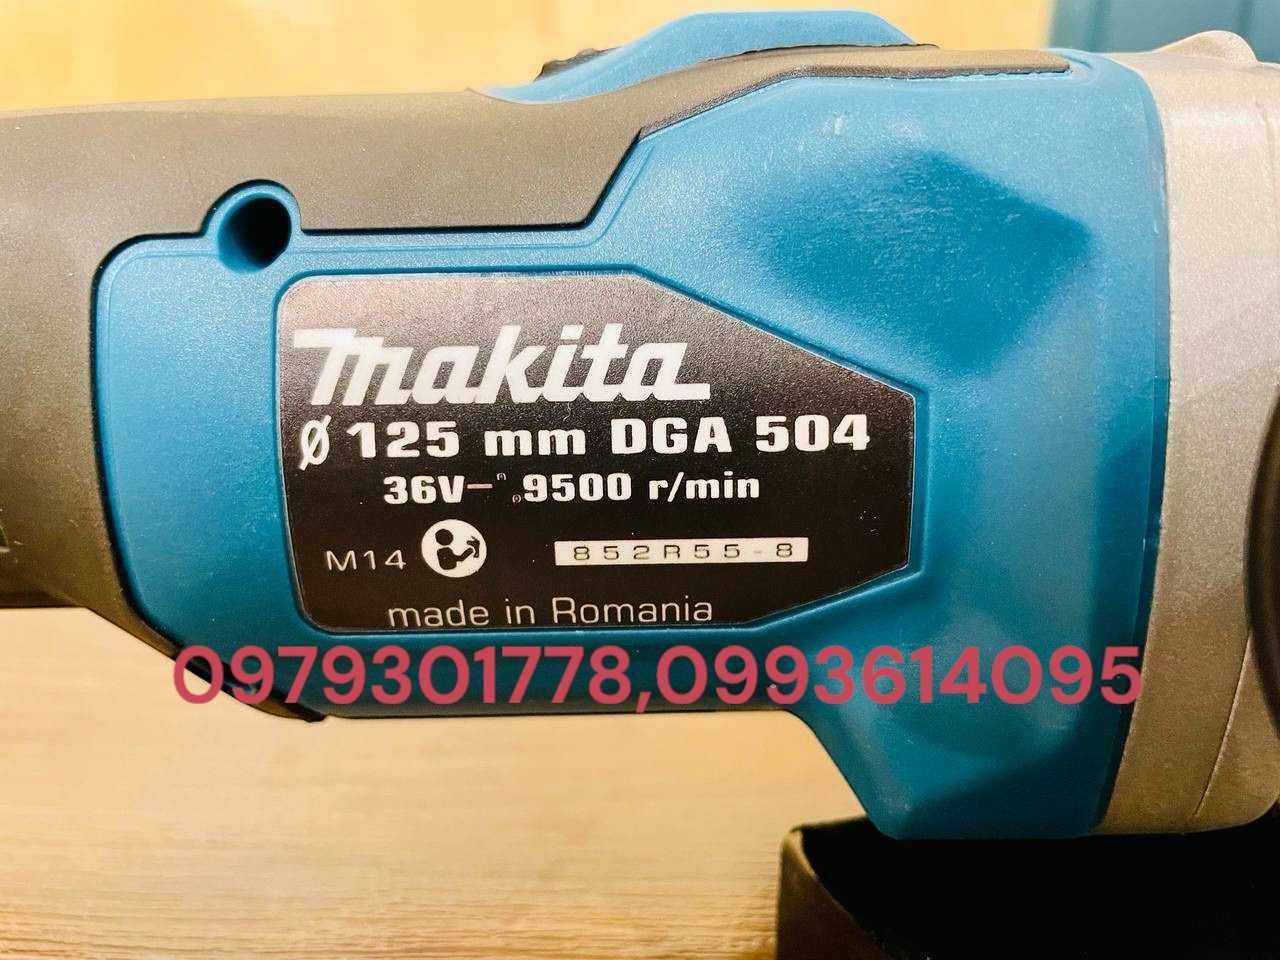 makita
Ø 125 mm DGA 504
36V 9500 r/min
M14
852R55-8
made in Romania
0979301778,0993614095